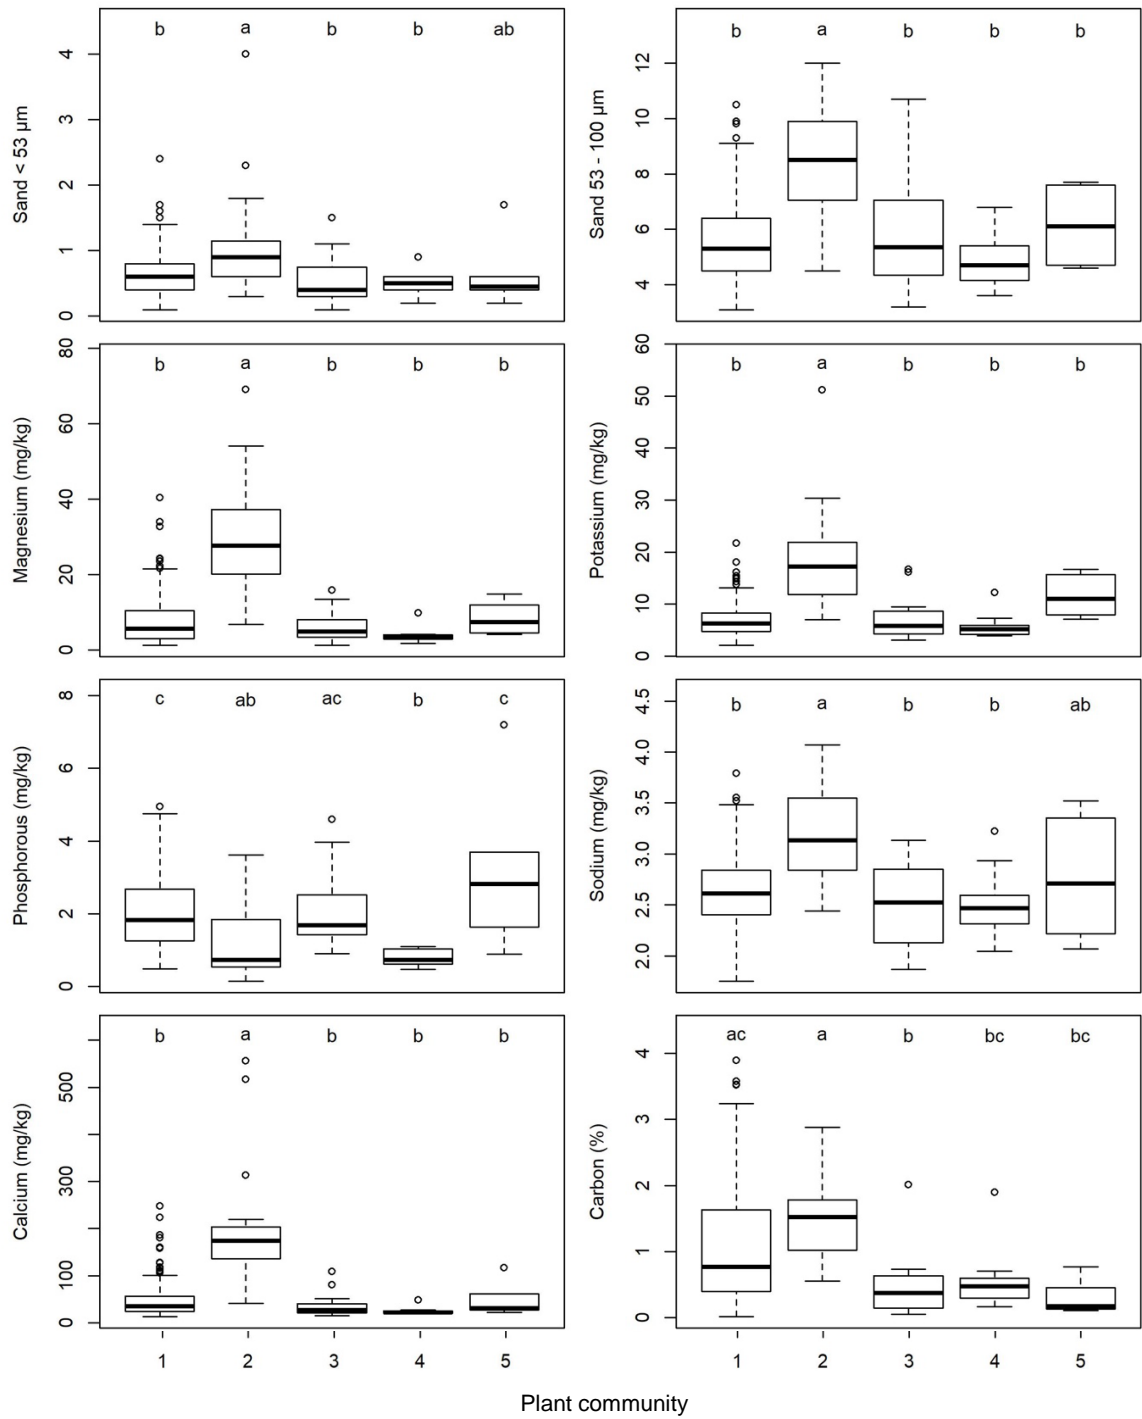 b a b b ab
Sand < 53 µm
4
3
2
1
0
b a b b b
Sand 53 - 100 µm
12
10
8
6
4
b a b b b
Magnesium (mg/kg)
80
60
40
20
0
b a b b b
Potassium (mg/kg)
60
50
40
30
20
10
0
c ab ac b c
Phosphorous (mg/kg)
8
6
4
2
0
b a b b ab
Sodium (mg/kg)
4.5
4.0
3.5
3.0
2.5
2.0
b a b b b
Calcium (mg/kg)
500
300
100
0
1 2 3 4 5
ac a b bc bc
Carbon (%)
4
3
2
1
0
1 2 3 4 5
Plant community